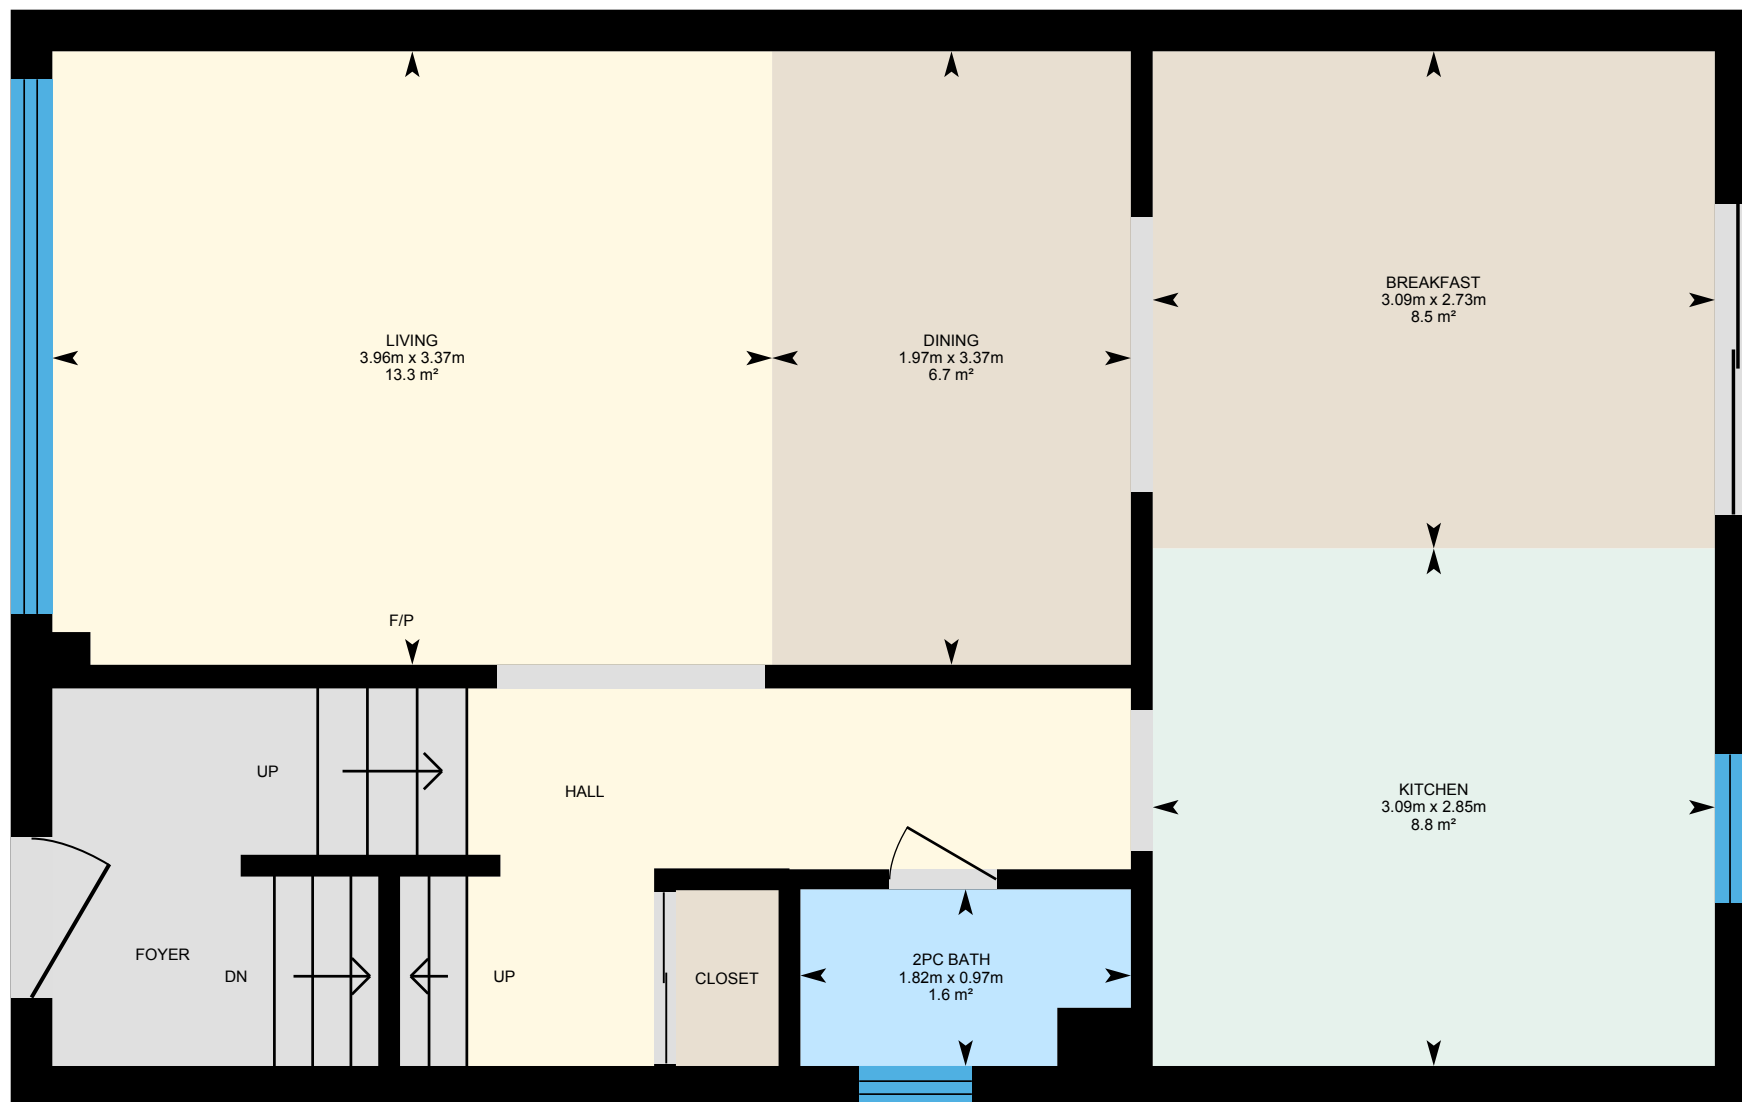 LIVING
3.96m x 3.37m
13.3 m²
DINING
1.97m x 3.37m
6.7 m²
BREAKFAST
3.09m x 2.73m
8.5 m²
F/P
UP
HALL
KITCHEN
3.09m x 2.85m
8.8 m²
FOYER
DN
UP
CLOSET
2PC BATH
1.82m x 0.97m
1.6 m²